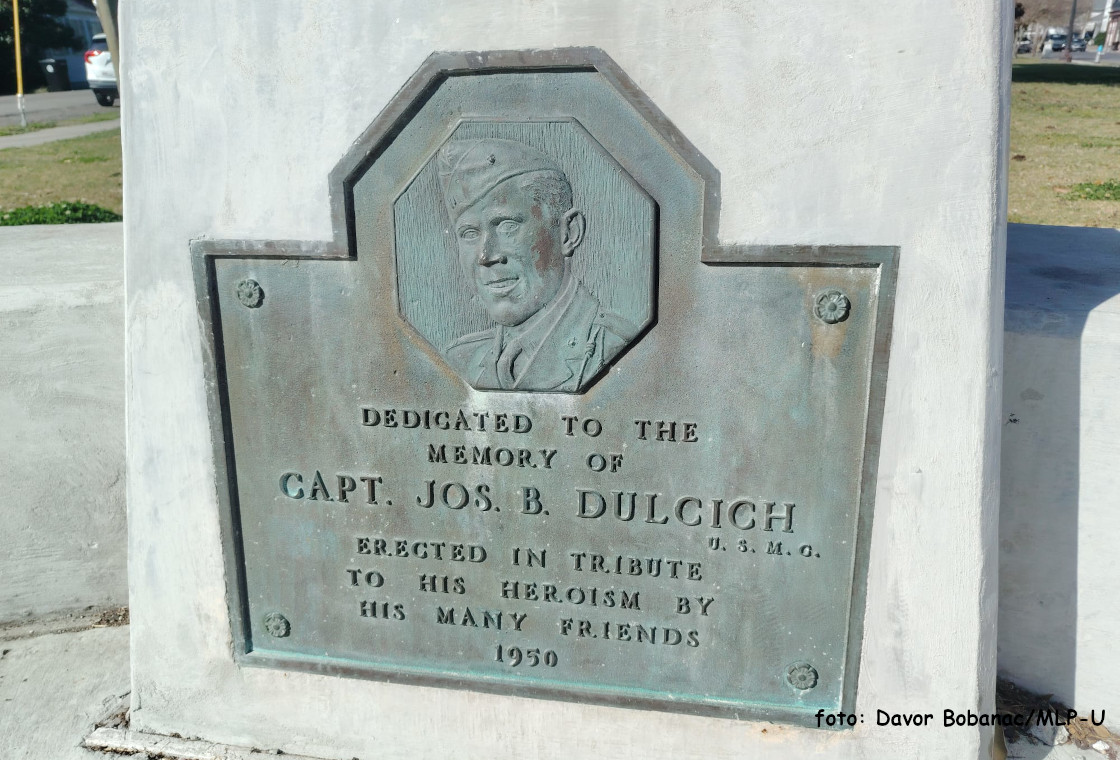 DEDICATED TO THE
MEMORY OF
CAPT. JOS. B. DULCICH
U. S. M. C.
ERECTED IN TRIBUTE
TO HIS HEROISM BY
HIS MANY FRIENDS
1950
foto: Davor Bobanac/MLP-U